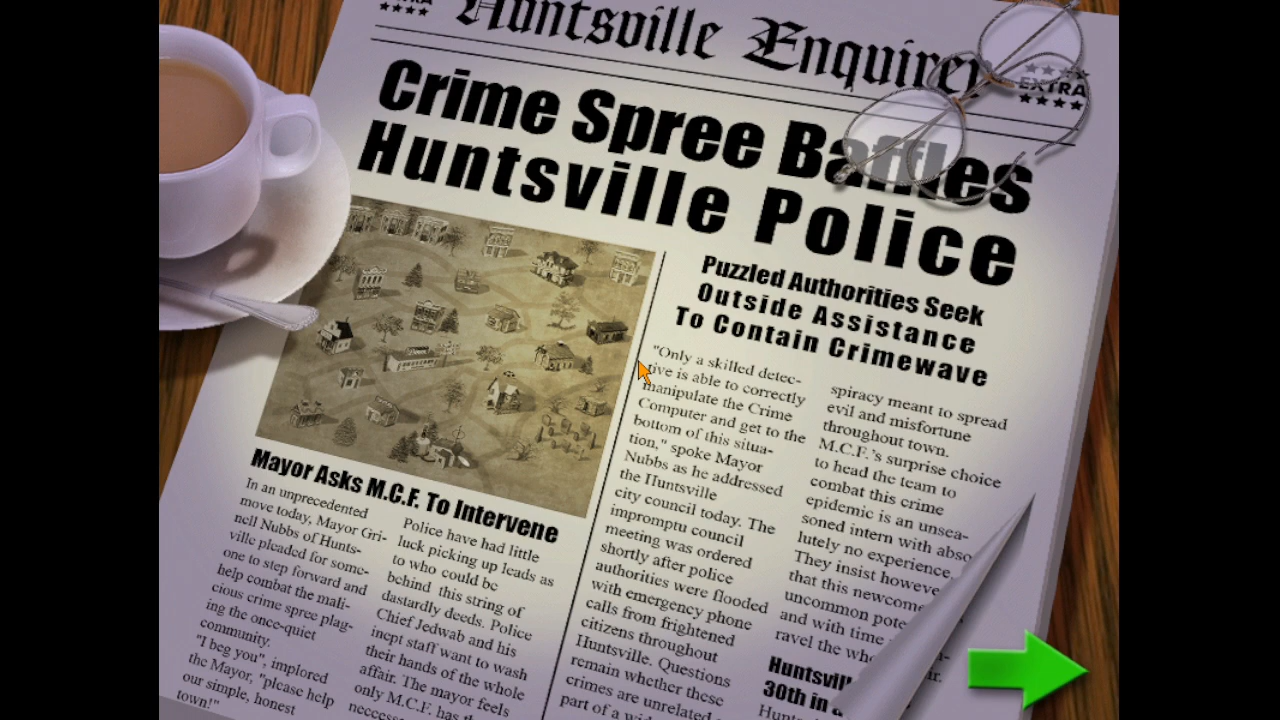 Huntsville Enquirer
EXTRA
Crime Spree Baffles
Huntsville Police
Puzzled Authorities Seek
Outside Assistance
To Contain Crimewave
Mayor Asks M.C.F. To Intervene
In an unprecedented
move today, Mayor Gri-
nell Nubbs of Hunts-
ville pleaded for some-
one to step forward and
help combat the mali-
cious crime spree plag-
ing the once-quiet
community.
"I beg you", implored
the Mayor, "please help
our simple, honest
town!"
Police have had little
luck picking up leads as
to who could be
behind this string of
dastardly deeds. Police
Chief Jedwab and his
inept staff want to wash
their hands of the whole
affair. The mayor feels
only M.C.F. has the
"Only a skilled detec-
tive is able to correctly
manipulate the Crime
Computer and get to the
bottom of this situa-
tion," spoke Mayor
Nubbs as he addressed
the Huntsville
city council today. The
impromptu council
meeting was ordered
shortly after police
authorities were flooded
with emergency phone
calls from frightened
citizens throughout
Huntsville. Questions
remain whether these
crimes are unrelated
part of a
spiracy meant to spread
evil and misfortune
throughout town.
M.C.F.'s surprise choice
to head the team to
combat this crime
epidemic is an unsea-
soned intern with abso-
lutely no experience.
They insist
that this
uncommon
and with time
ravel the
Huntsvill
30th in a